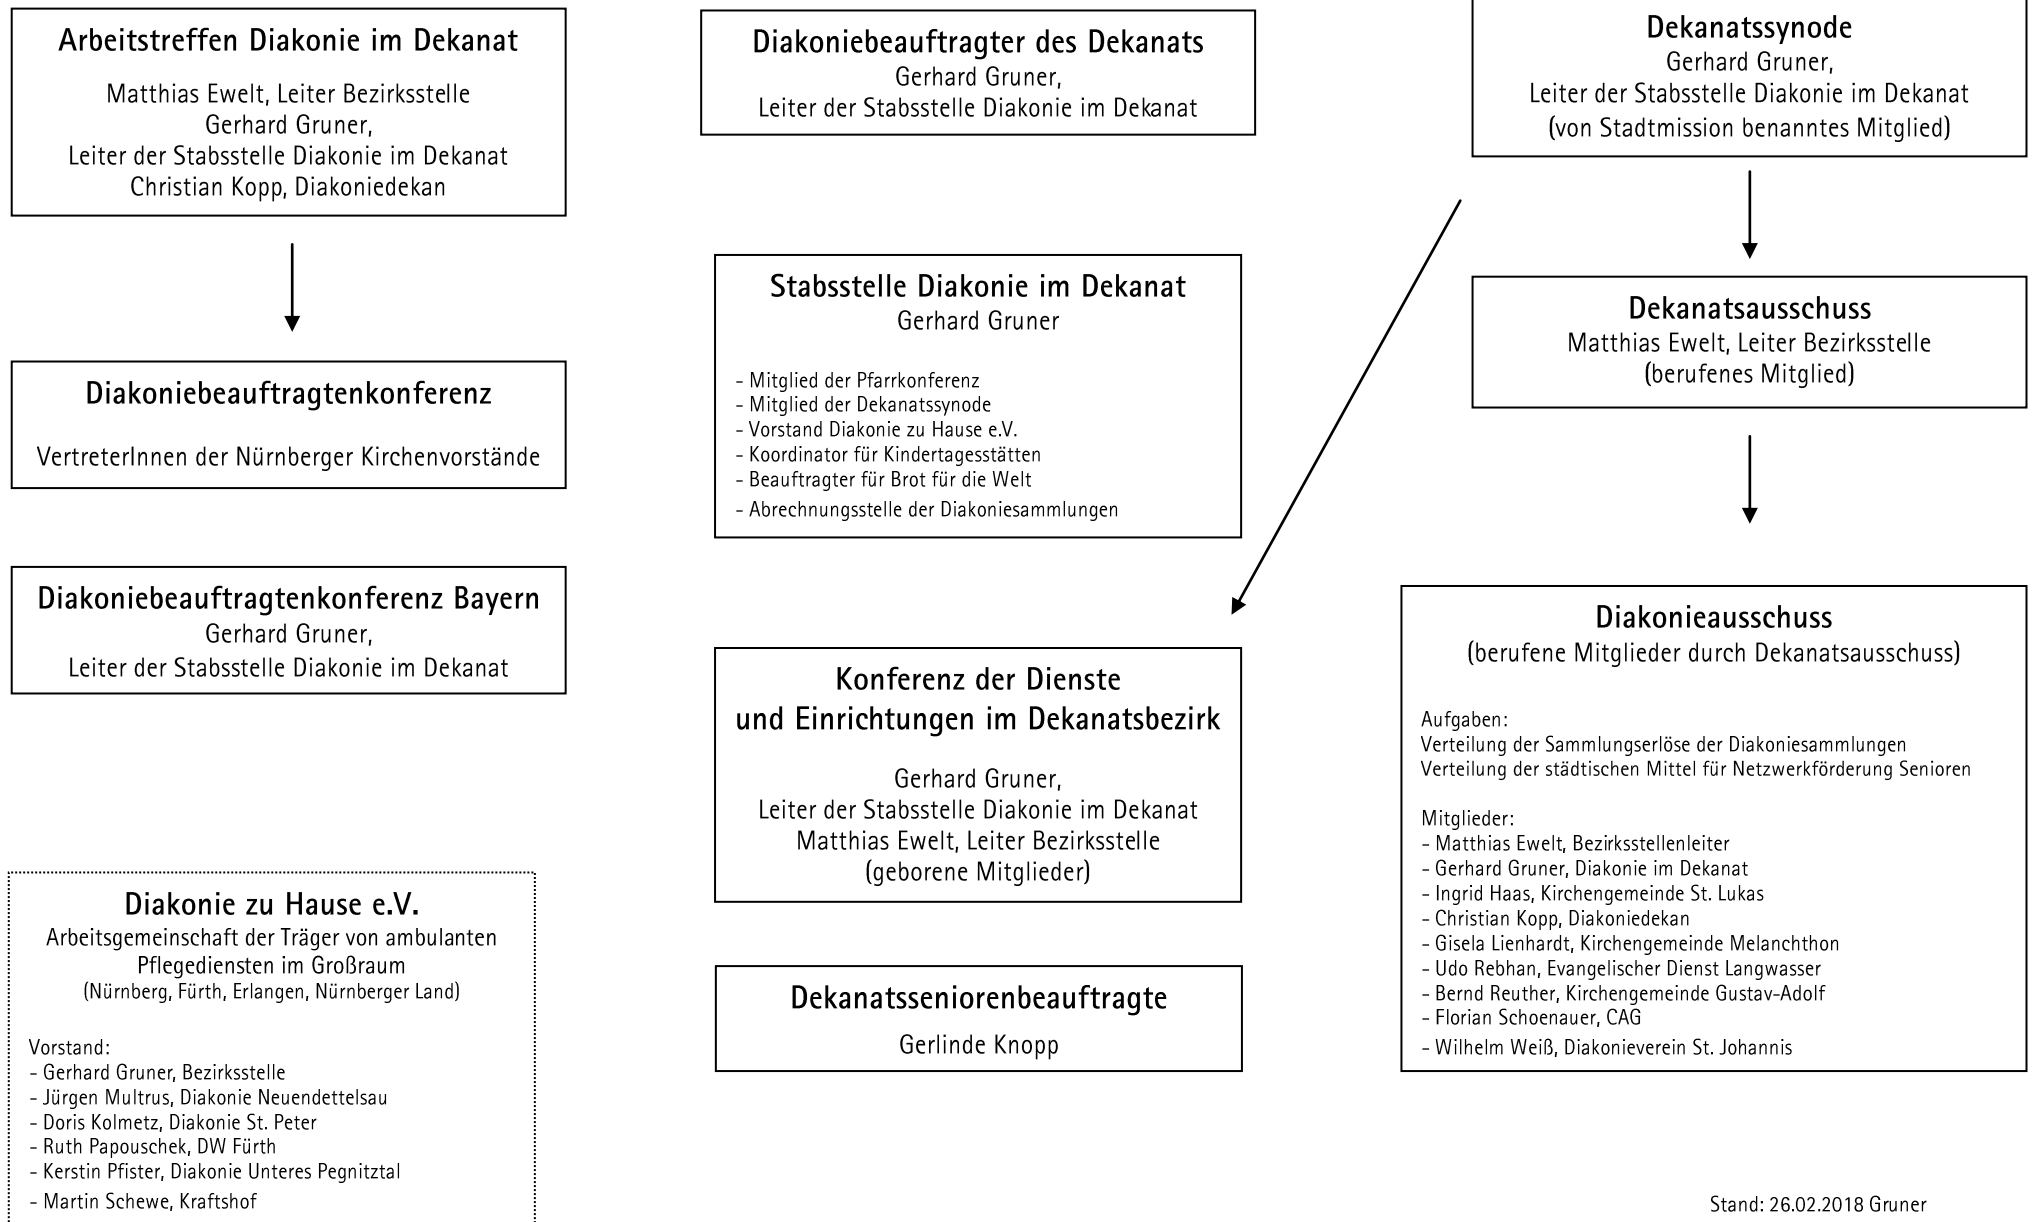 Arbeitstreffen Diakonie im Dekanat
Matthias Ewelt, Leiter Bezirksstelle
Gerhard Gruner,
Leiter der Stabsstelle Diakonie im Dekanat
Christian Kopp, Diakoniedekan
Diakoniebeauftragtenkonferenz
VertreterInnen der Nürnberger Kirchenvorstände
Diakoniebeauftragtenkonferenz Bayern
Gerhard Gruner,
Leiter der Stabsstelle Diakonie im Dekanat
Diakonie zu Hause e.V.
Arbeitsgemeinschaft der Träger von ambulanten
Pflegediensten im Großraum
(Nürnberg, Fürth, Erlangen, Nürnberger Land)
Vorstand:
- Gerhard Gruner, Bezirksstelle
- Jürgen Multrus, Diakonie Neuendettelsau
- Doris Kolmetz, Diakonie St. Peter
- Ruth Papouschek, DW Fürth
- Kerstin Pfister, Diakonie Unteres Pegnitztal
- Martin Schewe, Kraftshof
Diakoniebeauftragter des Dekanats
Gerhard Gruner,
Leiter der Stabsstelle Diakonie im Dekanat
Stabsstelle Diakonie im Dekanat
Gerhard Gruner
- Mitglied der Pfarrkonferenz
- Mitglied der Dekanatssynode
- Vorstand Diakonie zu Hause e.V.
- Koordinator für Kindertagesstätten
- Beauftragter für Brot für die Welt
- Abrechnungsstelle der Diakoniesammlungen
Konferenz der Dienste
und Einrichtungen im Dekanatsbezirk
Gerhard Gruner,
Leiter der Stabsstelle Diakonie im Dekanat
Matthias Ewelt, Leiter Bezirksstelle
(geborene Mitglieder)
Dekanatsseniorenbeauftragte
Gerlinde Knopp
Dekanatssynode
Gerhard Gruner,
Leiter der Stabsstelle Diakonie im Dekanat
(von Stadtmission benanntes Mitglied)
Dekanatsausschuss
Matthias Ewelt, Leiter Bezirksstelle
(berufenes Mitglied)
Diakonieausschuss
(berufene Mitglieder durch Dekanatsausschuss)
Aufgaben:
Verteilung der Sammlungserlöse der Diakoniesammlungen
Verteilung der städtischen Mittel für Netzwerkförderung Senioren
Mitglieder:
- Matthias Ewelt, Bezirksstellenleiter
- Gerhard Gruner, Diakonie im Dekanat
- Ingrid Haas, Kirchengemeinde St. Lukas
- Christian Kopp, Diakoniedekan
- Gisela Lienhardt, Kirchengemeinde Melanchthon
- Udo Rebhan, Evangelischer Dienst Langwasser
- Bernd Reuther, Kirchengemeinde Gustav-Adolf
- Florian Schoenauer, CAG
- Wilhelm Weiß, Diakonieverein St. Johannis
Stand: 26.02.2018 Gruner